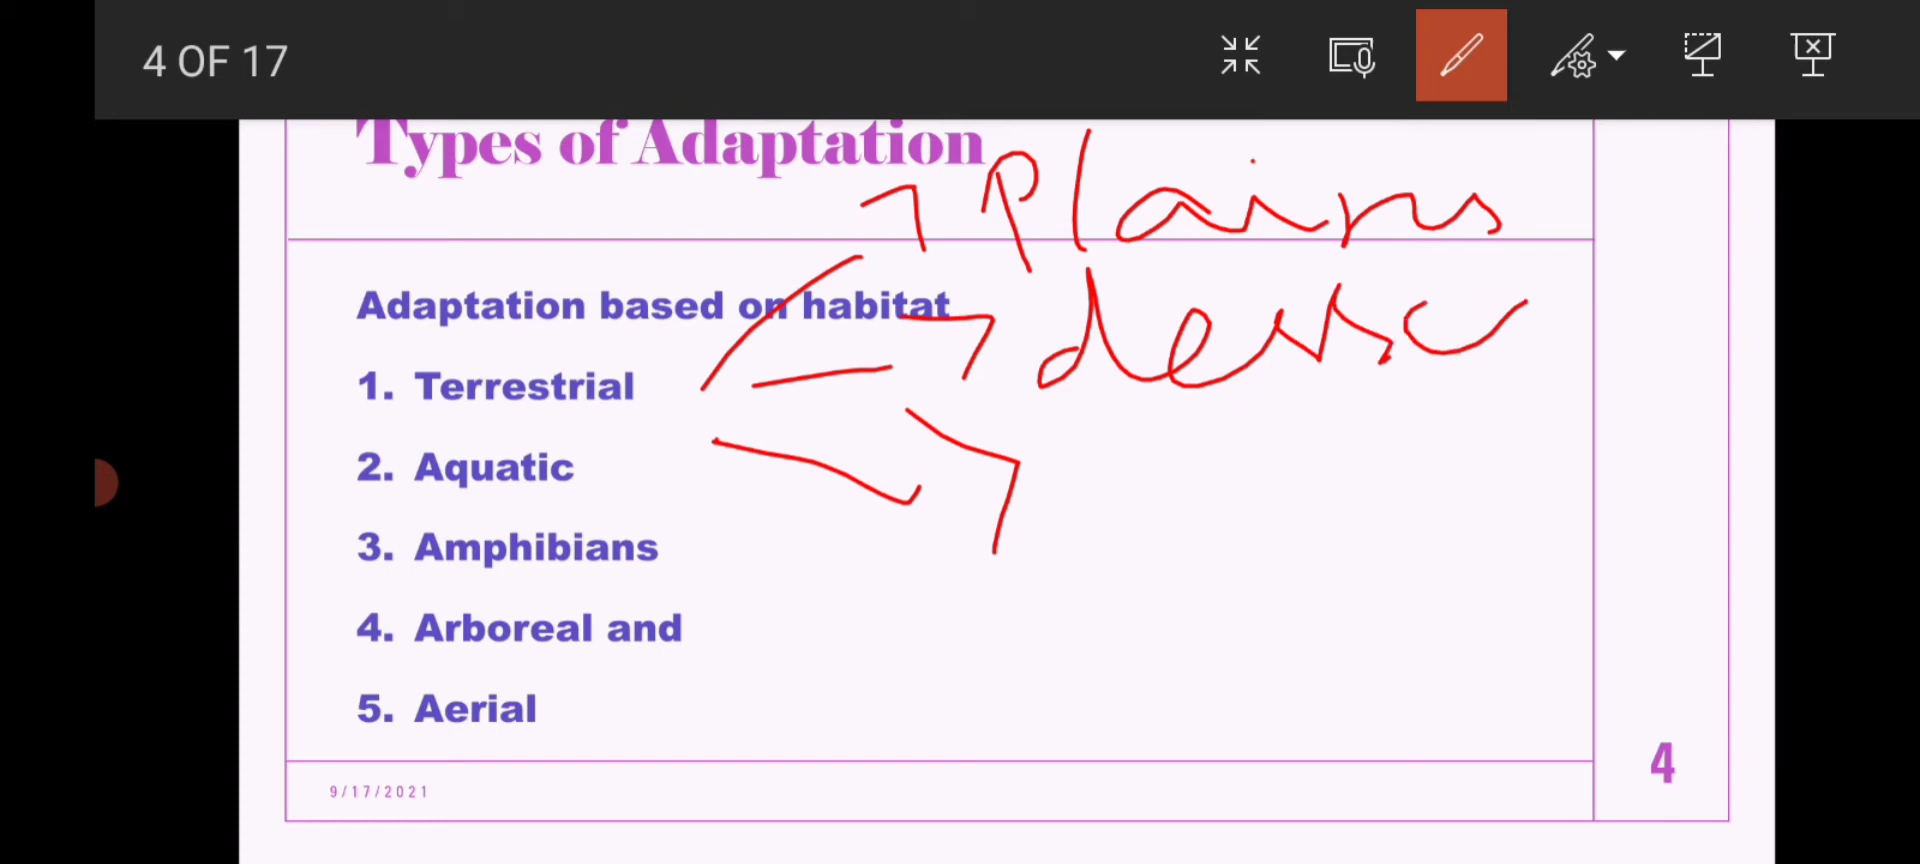 4 OF 17
Types of Adaptation
Plains
Adaptation based on habitat
1. Terrestrial
2. Aquatic
3. Amphibians
4. Arboreal and
5. Aerial
9/17/2021
4